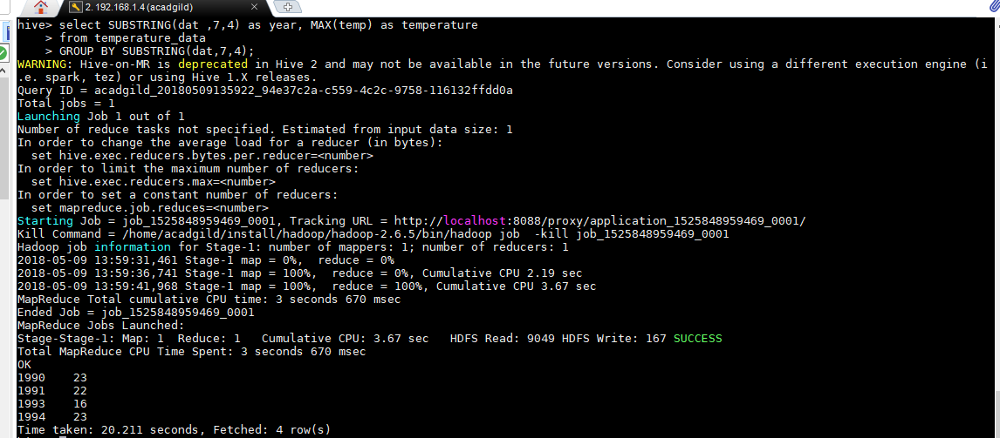 2. 192.168.1.4 (acadgild)
hive> select SUBSTRING(dat ,7,4) as year, MAX(temp) as temperature
    > from temperature_data
    > GROUP BY SUBSTRING(dat,7,4);
WARNING: Hive-on-MR is deprecated in Hive 2 and may not be available in the future versions. Consider using a different execution engine (i
.e. spark, tez) or using Hive 1.X releases.
Query ID = acadgild_20180509135922_94e37c2a-c559-4c2c-9758-116132ffdd0a
Total jobs = 1
Launching Job 1 out of 1
Number of reduce tasks not specified. Estimated from input data size: 1
In order to change the average load for a reducer (in bytes):
  set hive.exec.reducers.bytes.per.reducer=<number>
In order to limit the maximum number of reducers:
  set hive.exec.reducers.max=<number>
In order to set a constant number of reducers:
  set mapreduce.job.reduces=<number>
Starting Job = job_1525848959469_0001, Tracking URL = http://localhost:8088/proxy/application_1525848959469_0001/
Kill Command = /home/acadgild/install/hadoop/hadoop-2.6.5/bin/hadoop job  -kill job_1525848959469_0001
Hadoop job information for Stage-1: number of mappers: 1; number of reducers: 1
2018-05-09 13:59:31,461 Stage-1 map = 0%,  reduce = 0%
2018-05-09 13:59:36,741 Stage-1 map = 100%,  reduce = 0%, Cumulative CPU 2.19 sec
2018-05-09 13:59:41,968 Stage-1 map = 100%,  reduce = 100%, Cumulative CPU 3.67 sec
MapReduce Total cumulative CPU time: 3 seconds 670 msec
Ended Job = job_1525848959469_0001
MapReduce Jobs Launched:
Stage-Stage-1: Map: 1  Reduce: 1   Cumulative CPU: 3.67 sec   HDFS Read: 9049 HDFS Write: 167 SUCCESS
Total MapReduce CPU Time Spent: 3 seconds 670 msec
OK
1990    23
1991    22
1993    16
1994    23
Time taken: 20.211 seconds, Fetched: 4 row(s)